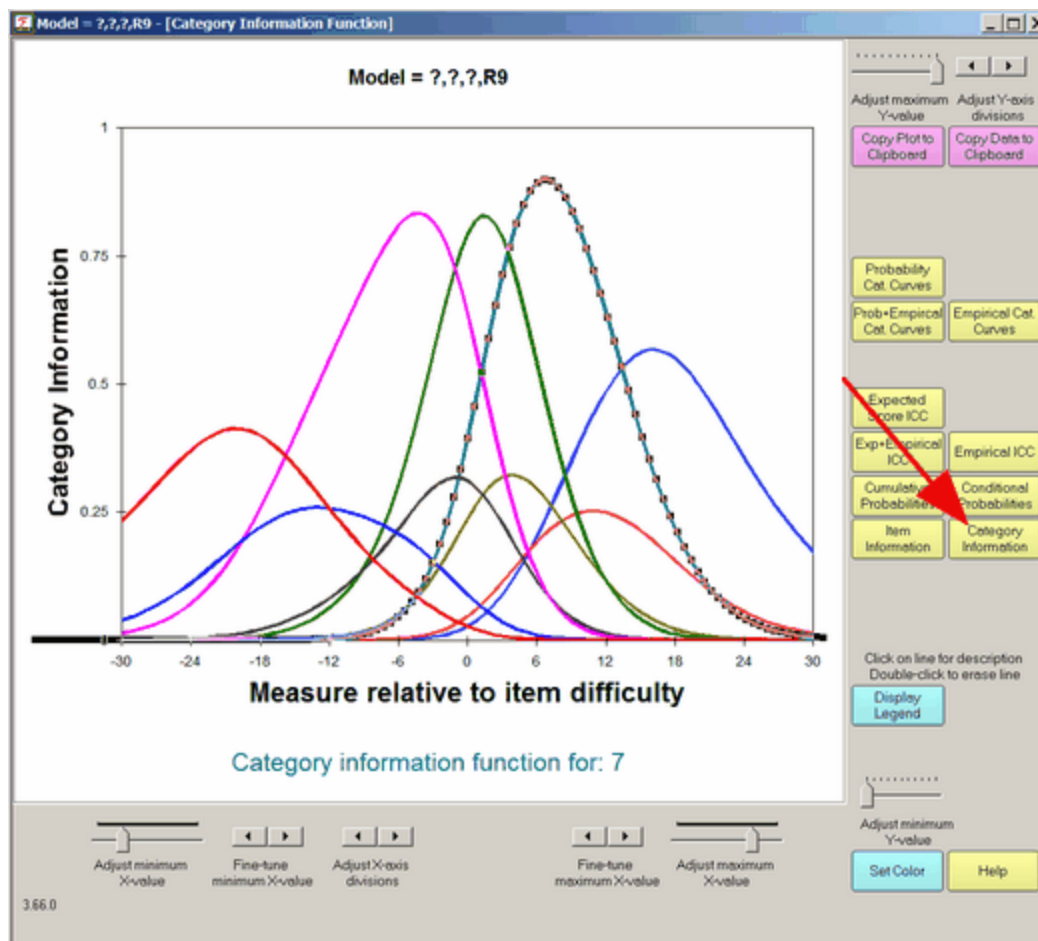 Model = ?,?,?,R9 - [Category Information Function]
Model = ?,?,?,R9
Category Information
1
0.75
0.5
0.25
-30 -24 -18 -12 -6 0 6 12 18 24 30
Measure relative to item difficulty
Category information function for: 7
Adjust maximum
Y-value
Adjust Y-axis
divisions
Copy Plot to
Clipboard
Copy Data to
Clipboard
Probability
Cat. Curves
Prob+Empircal
Cat. Curves
Empirical Cat.
Curves
Expected
Score ICC
Exp+Empirical
ICC
Empirical ICC
Cumulative
Probabilities
Conditional
Probabilities
Item
Information
Category
Information
Click on line for description
Double-click to erase line
Display
Legend
Adjust minimum
Y-value
Set Color
Help
Adjust minimum
X-value
Fine-tune
minimum X-value
Adjust X-axis
divisions
Fine-tune
maximum X-value
Adjust maximum
X-value
3.66.0